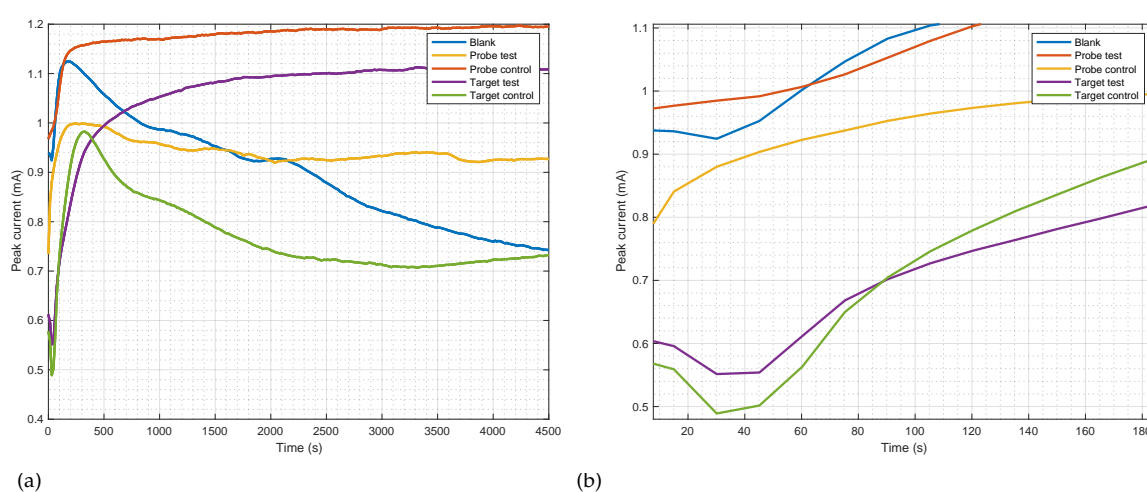 1.2
1.1
1
0.9
0.8
0.7
0.6
0.5
0.4
Peak current (mA)
0 500 1000 1500 2000 2500 3000 3500 4000 4500
Time (s)
Blank
Probe test
Probe control
Target test
Target control
(a)
1.1
1
0.9
0.8
0.7
0.6
0.5
Peak current (mA)
20 40 60 80 100 120 140 160 180
Time (s)
Blank
Probe test
Probe control
Target test
Target control
(b)